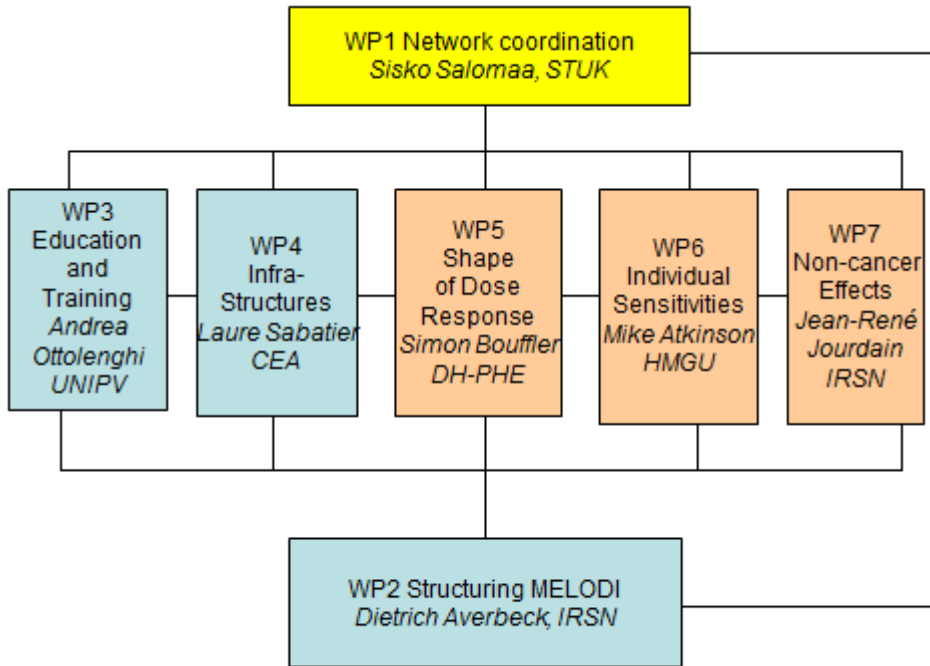 WP1 Network coordination
Sisko Salomaa, STUK
WP3
Education
and
Training
Andrea
Ottolenghi
UNIPV
WP4
Infra-
Structures
Laure Sabatier
CEA
WP5
Shape
of Dose
Response
Simon Bouffler
DH-PHE
WP6
Individual
Sensitivities
Mike Atkinson
HMGU
WP7
Non-cancer
Effects
Jean-René
Jourdain
IRSN
WP2 Structuring MELODI
Dietrich Averbeck, IRSN